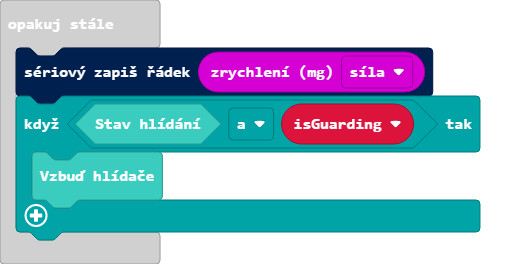 opakuj stále
sériový zapiš řádek zrychlení (mg) síla
když Stav hlídání a isGuarding tak
Vzbuď hlídače